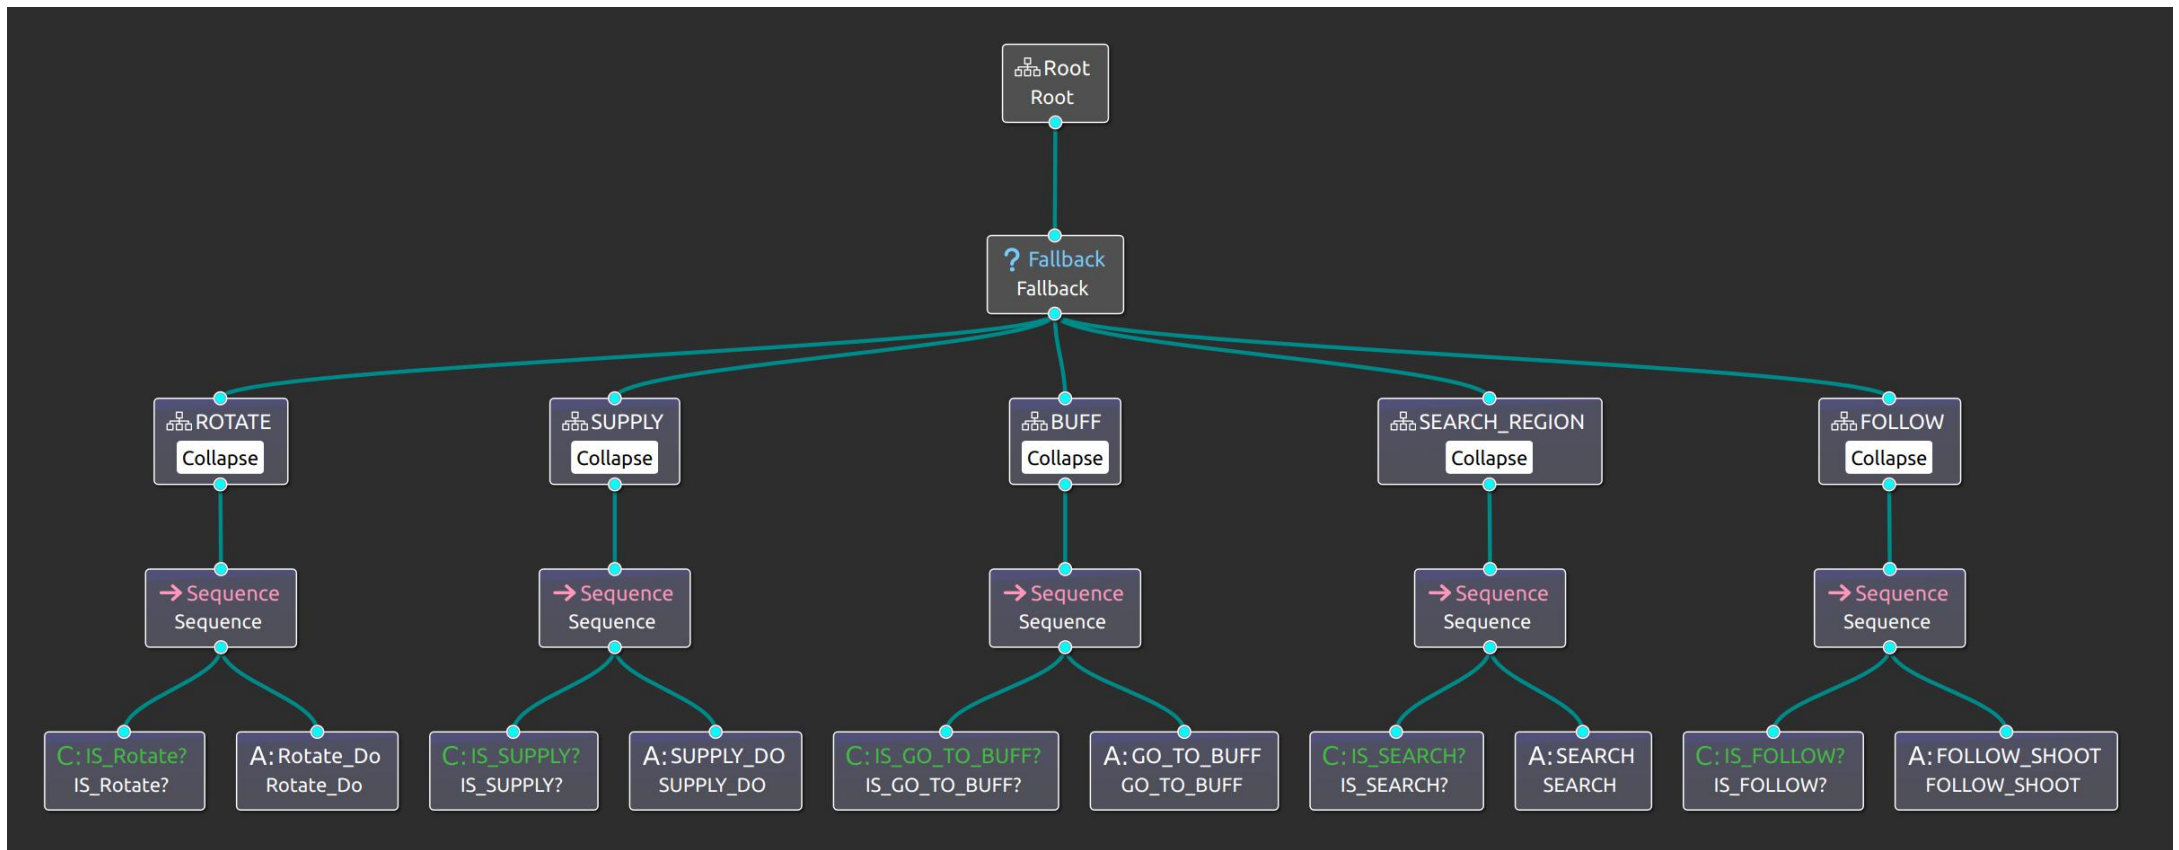 Root
Root
? Fallback
Fallback
ROTATE
Collapse
SUPPLY
Collapse
BUFF
Collapse
SEARCH_REGION
Collapse
FOLLOW
Collapse
Sequence
Sequence
Sequence
Sequence
Sequence
Sequence
Sequence
Sequence
Sequence
Sequence
C:IS_Rotate?
IS_Rotate?
A:Rotate_Do
Rotate_Do
C:IS_SUPPLY?
IS_SUPPLY?
A:SUPPLY_DO
SUPPLY_DO
C:IS_GO_TO_BUFF?
IS_GO_TO_BUFF?
A:GO_TO_BUFF
GO_TO_BUFF
C:IS_SEARCH?
IS_SEARCH?
A:SEARCH
SEARCH
C:IS_FOLLOW?
IS_FOLLOW?
A:FOLLOW_SHOOT
FOLLOW_SHOOT